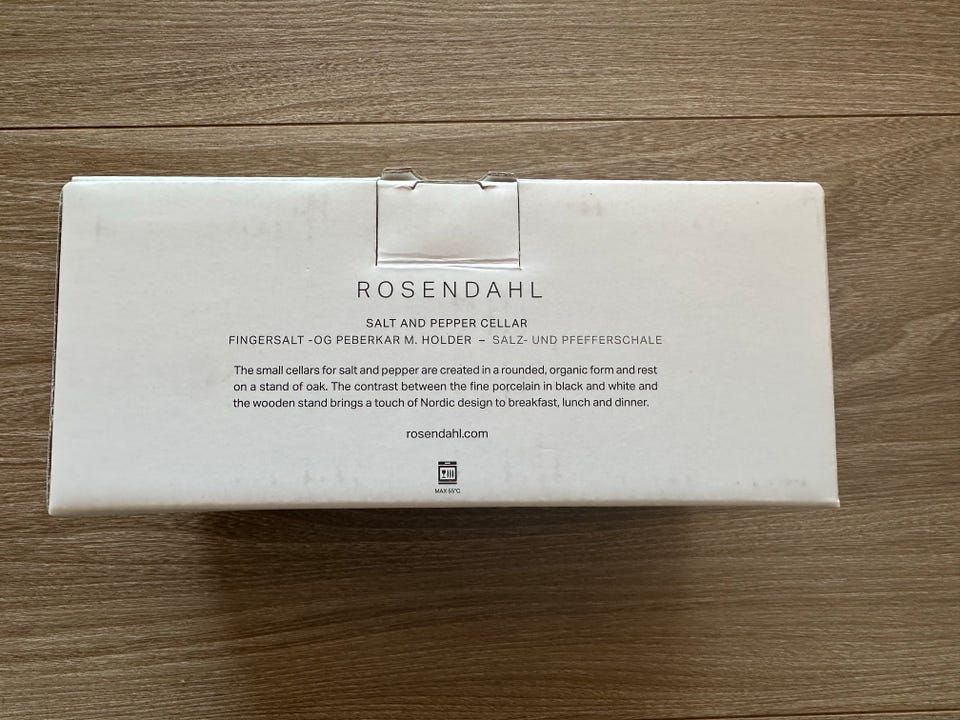 ROSENDAHL
SALT AND PEPPER CELLAR
FINGERSALT -OG PEBERKAR M. HOLDER – SALZ- UND PFEFFERSCHALE
The small cellars for salt and pepper are created in a rounded, organic form and rest
on a stand of oak. The contrast between the fine porcelain in black and white and
the wooden stand brings a touch of Nordic design to breakfast, lunch and dinner.
rosendahl.com
MAX 55°C